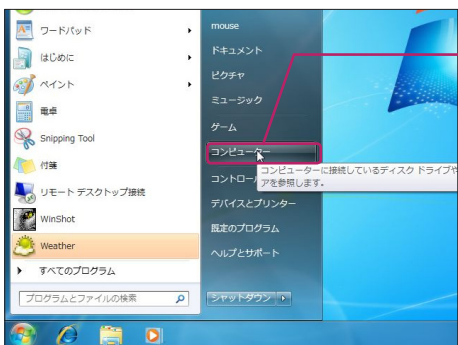 ワードパッド
はじめに
ペイント
電卓
Snipping Tool
付箋
リモート デスクトップ接続
WinShot
Weather
すべてのプログラム
プログラムとファイルの検索
mouse
ドキュメント
ピクチャ
ミュージック
ゲーム
コンピューター
コントロール
コンピューターに接続しているディスク ドライブや
アを参照します。
デバイスとプリンター
既定のプログラム
ヘルプとサポート
シャットダウン